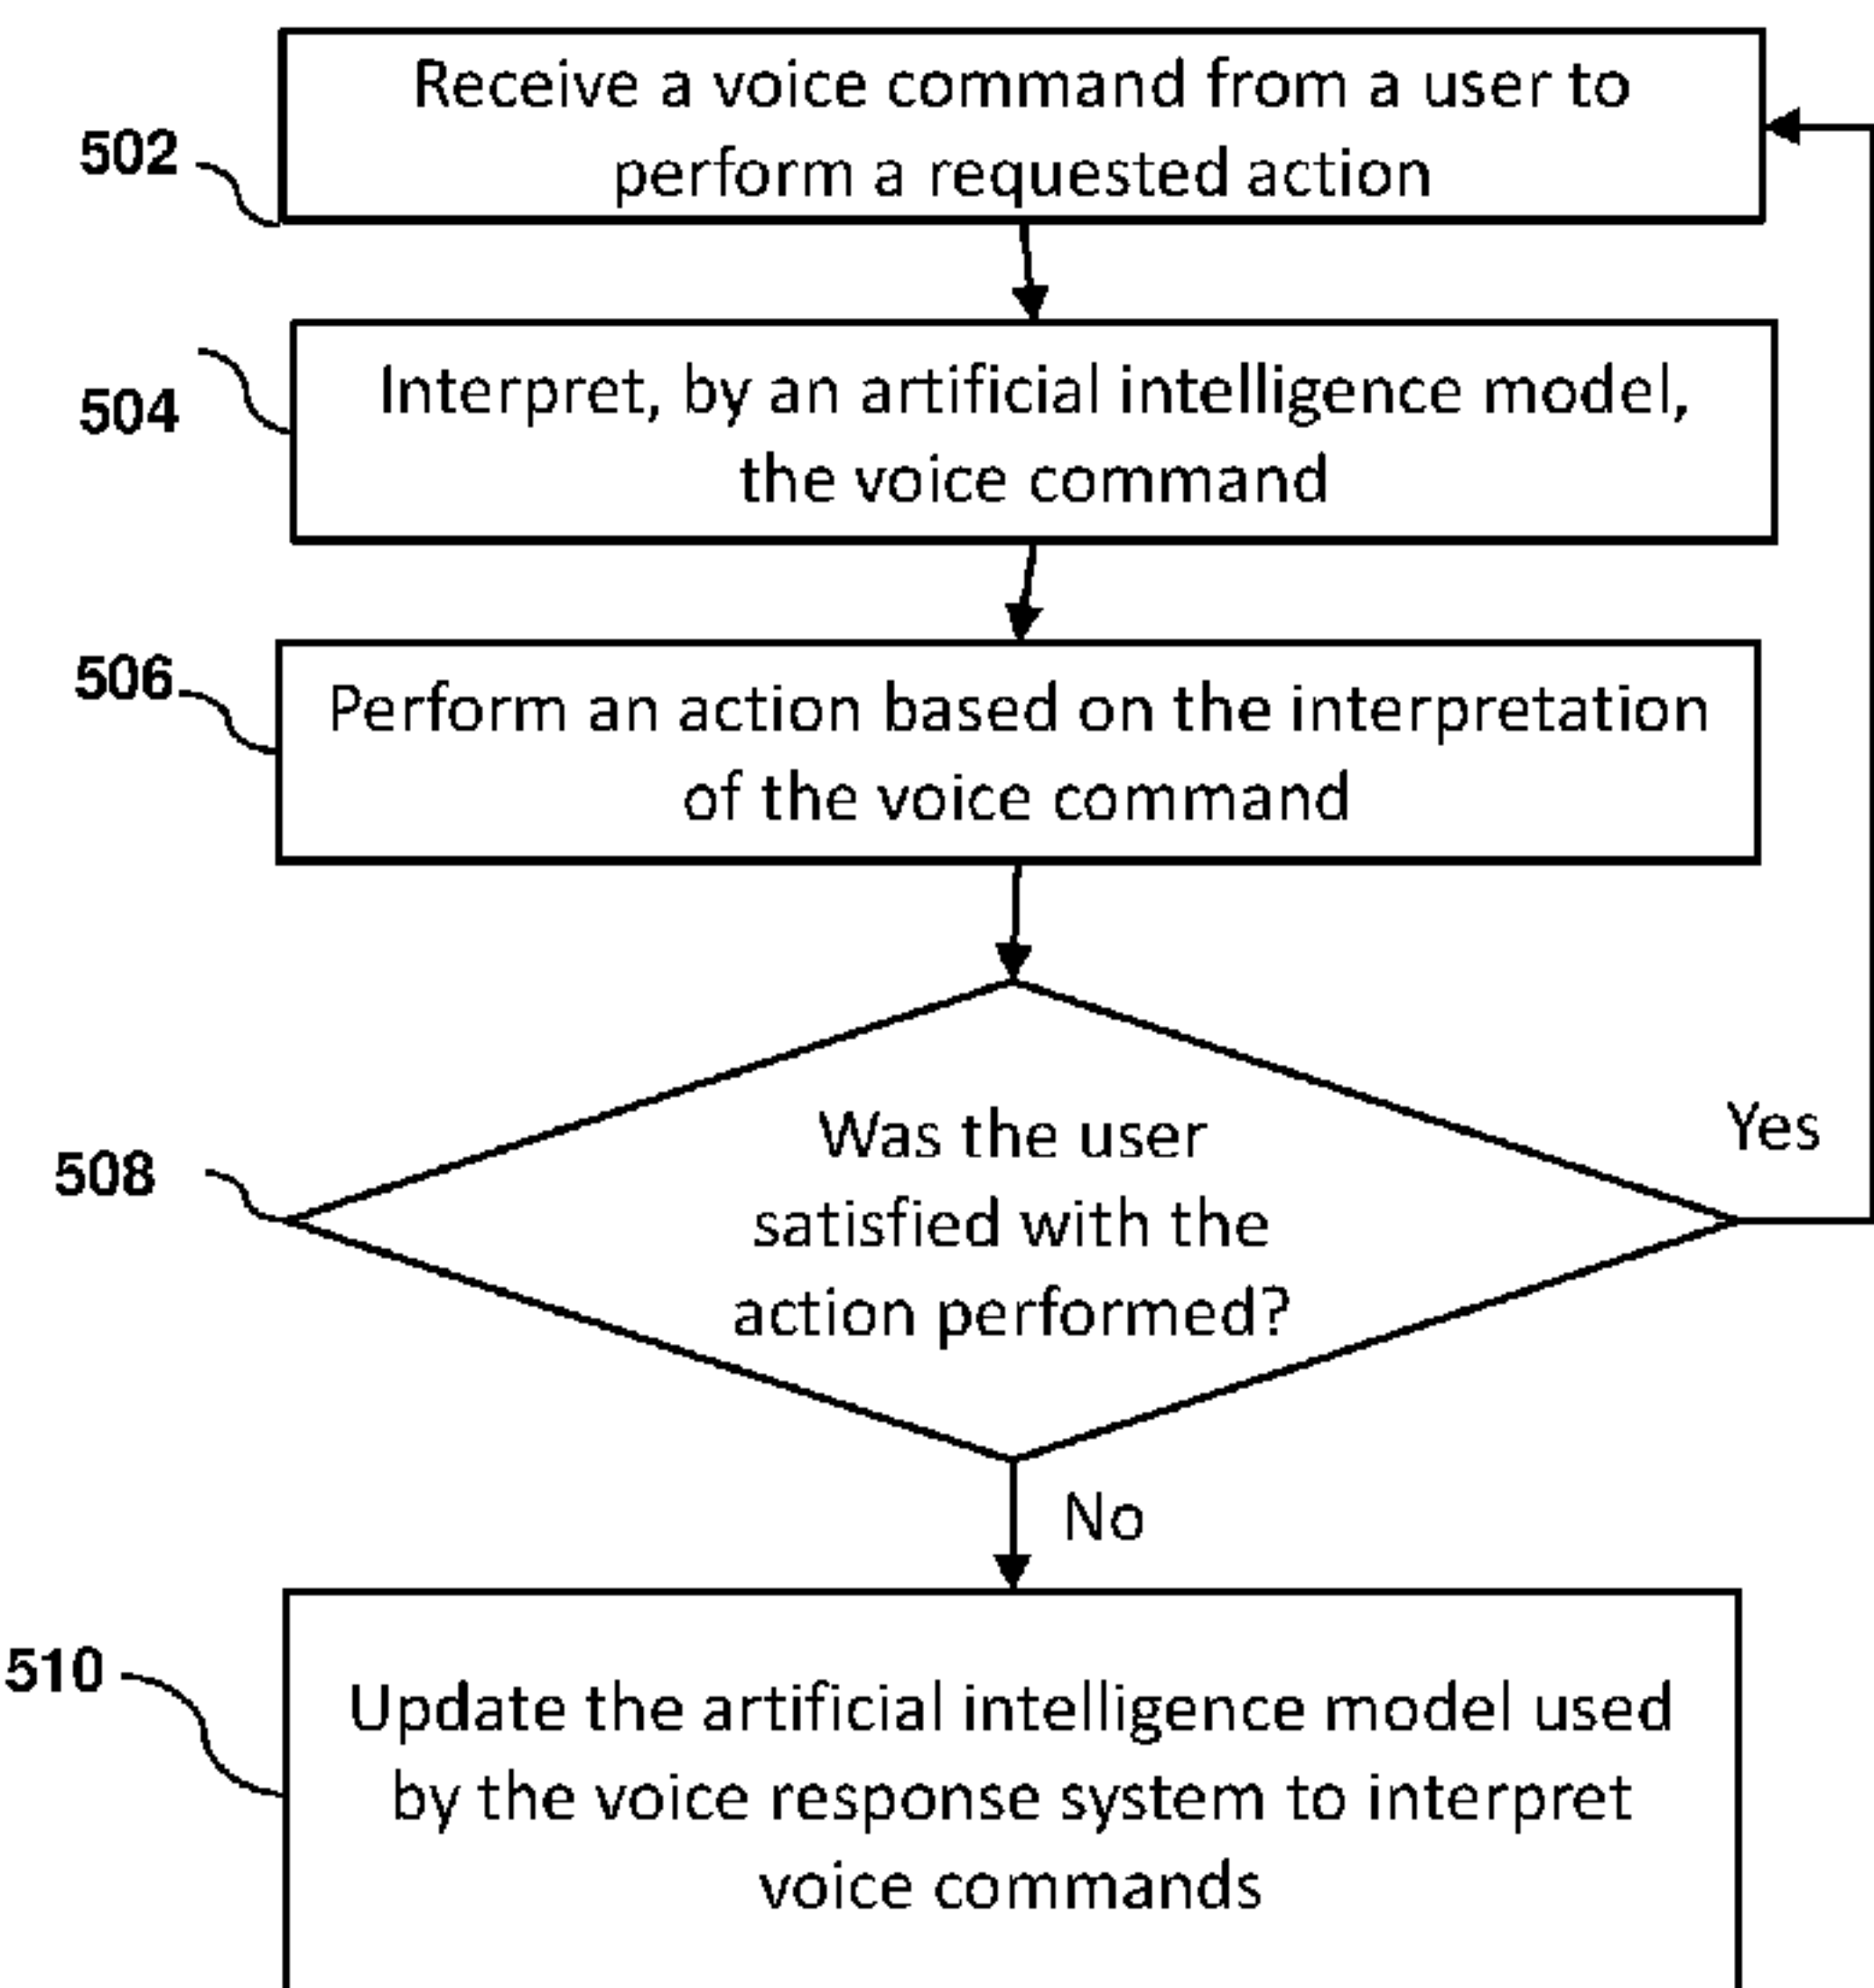 Receive a voice command from a user to
perform a requested action
502
Interpret, by an artificial intelligence model,
the voice command
504
506
Perform an action based on the interpretation
of the voice command
Was the user
satisfied with the
action performed?
508
Yes
No
510
Update the artificial intelligence model used
by the voice response system to interpret
voice commands